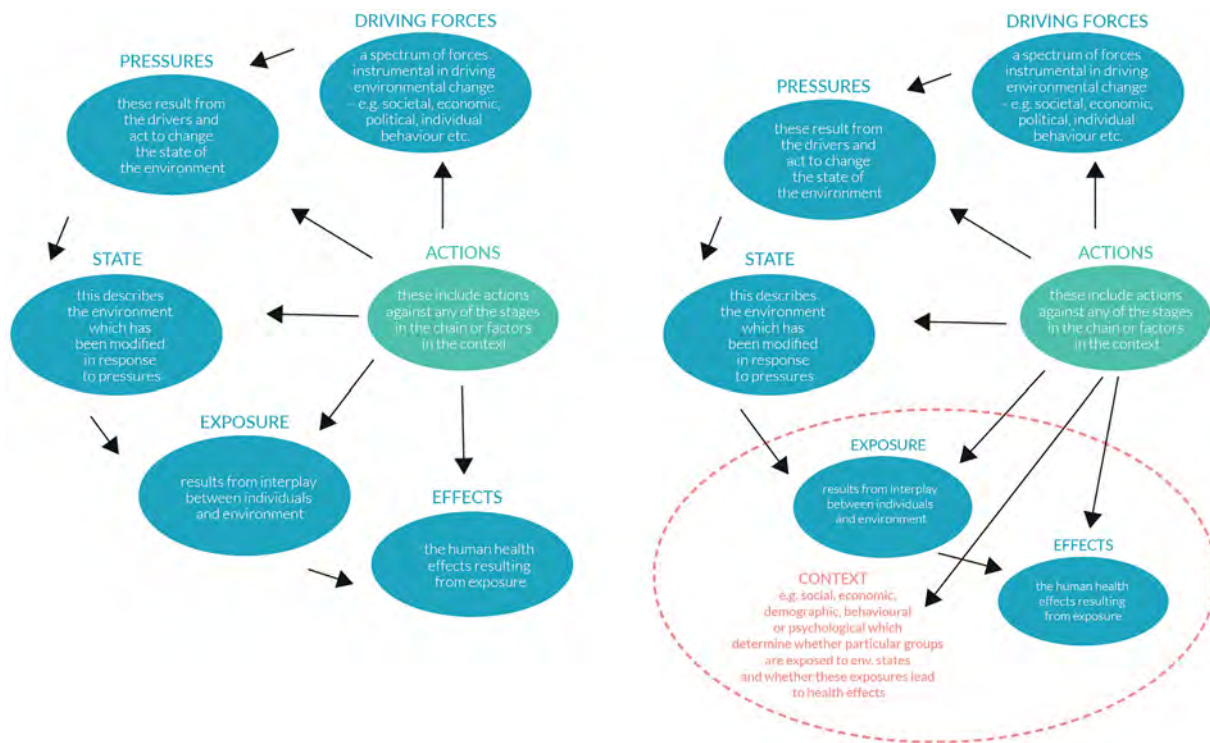 DRIVING FORCES
a spectrum of forces
instrumental in driving
environmental change
– e.g. societal, economic,
political, individual
behaviour etc.
PRESSURES
these result from
the drivers and
act to change
the state of
the environment
STATE
this describes
the environment
which has
been modified
in response
to pressures
ACTIONS
these include actions
against any of the stages
in the chain or factors
in the context
EXPOSURE
results from interplay
between individuals
and environment
EFFECTS
the human health
effects resulting
from exposure
DRIVING FORCES
a spectrum of forces
instrumental in driving
environmental change
– e.g. societal, economic,
political, individual
behaviour etc.
PRESSURES
these result from
the drivers and
act to change
the state of
the environment
STATE
this describes
the environment
which has
been modified
in response
to pressures
ACTIONS
these include actions
against any of the stages
in the chain or factors
in the context
EXPOSURE
results from interplay
between individuals
and environment
EFFECTS
the human health
effects resulting
from exposure
CONTEXT
e.g. social, economic,
demographic, behavioural
or psychological which
determine whether particular groups
are exposed to env. states
and whether these exposures lead
to health effects